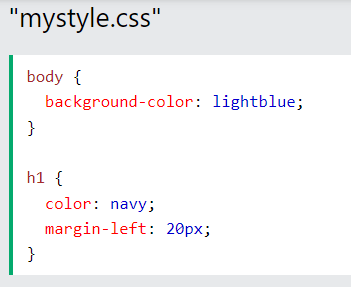 "mystyle.css"
body {
  background-color: lightblue;
}

h1 {
  color: navy;
  margin-left: 20px;
}